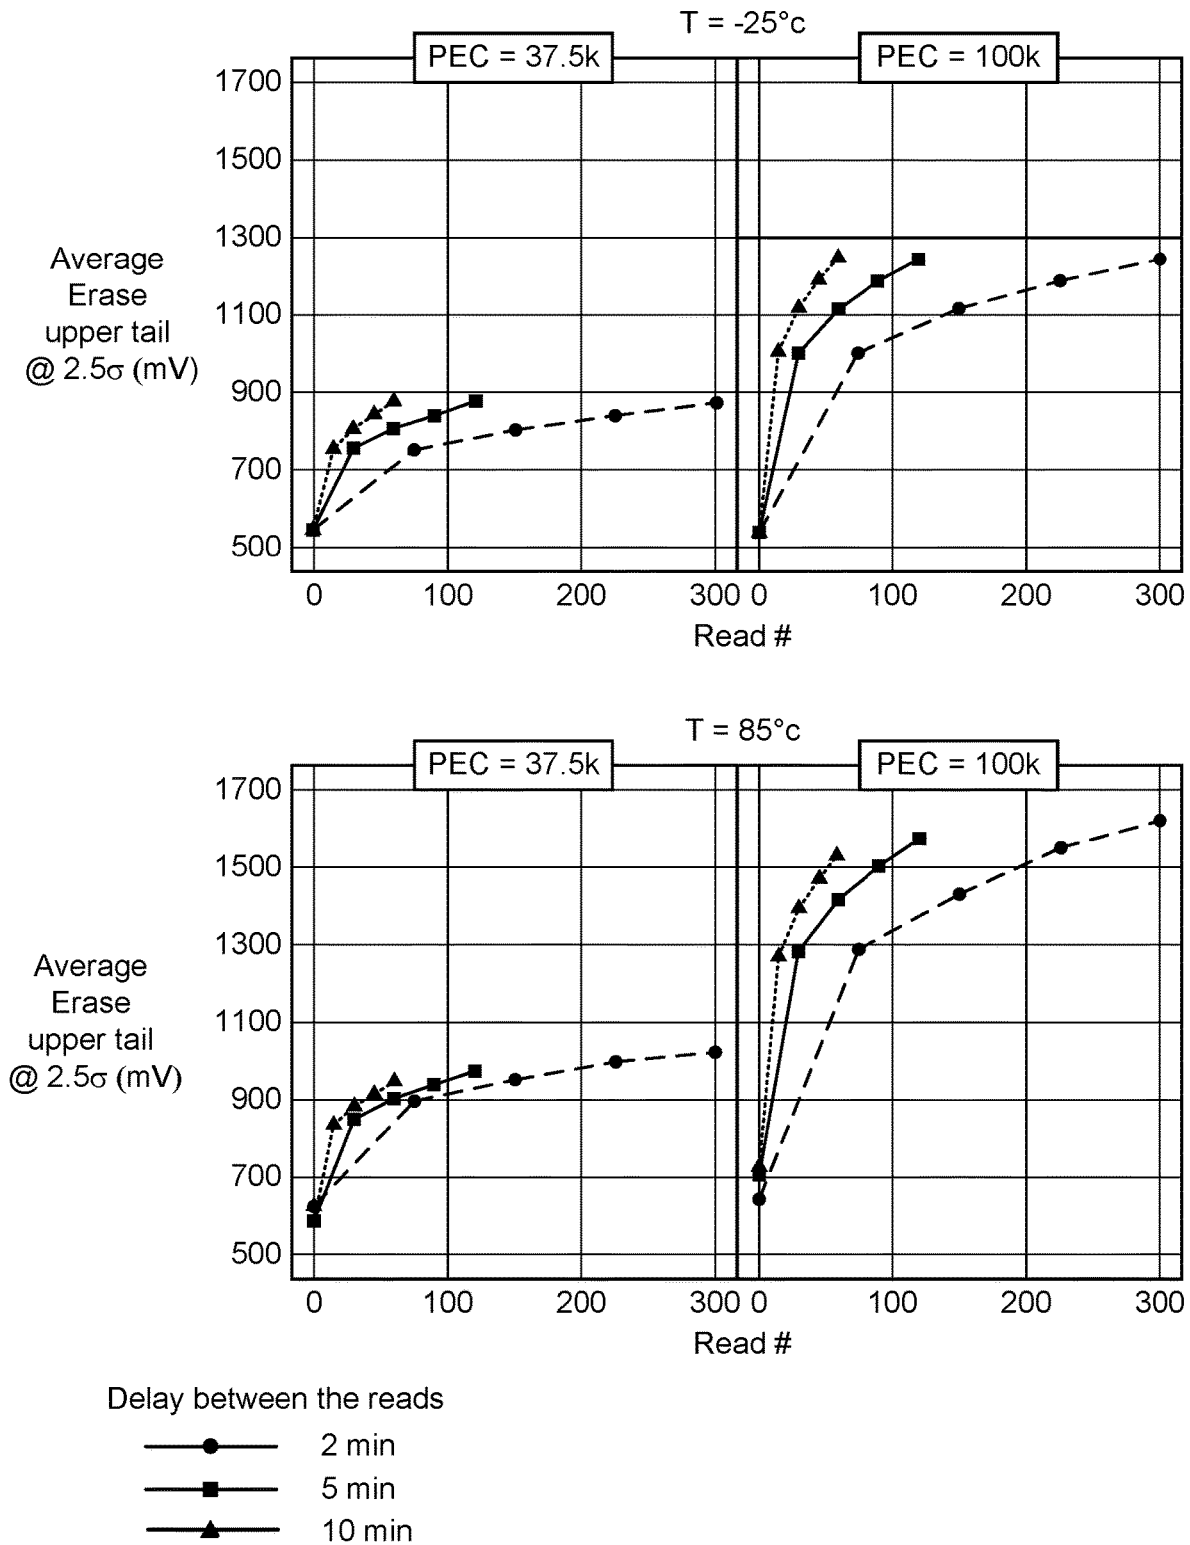 T = -25°c
PEC = 37.5k
PEC = 100k
1700
1500
1300
1100
900
700
500
Average
Erase
upper tail
@ 2.5σ (mV)
0
100
200
300
0
100
200
300
Read #
T = 85°c
PEC = 37.5k
PEC = 100k
1700
1500
1300
1100
900
700
500
Average
Erase
upper tail
@ 2.5σ (mV)
0
100
200
300
0
100
200
300
Read #
Delay between the reads
2 min
5 min
10 min